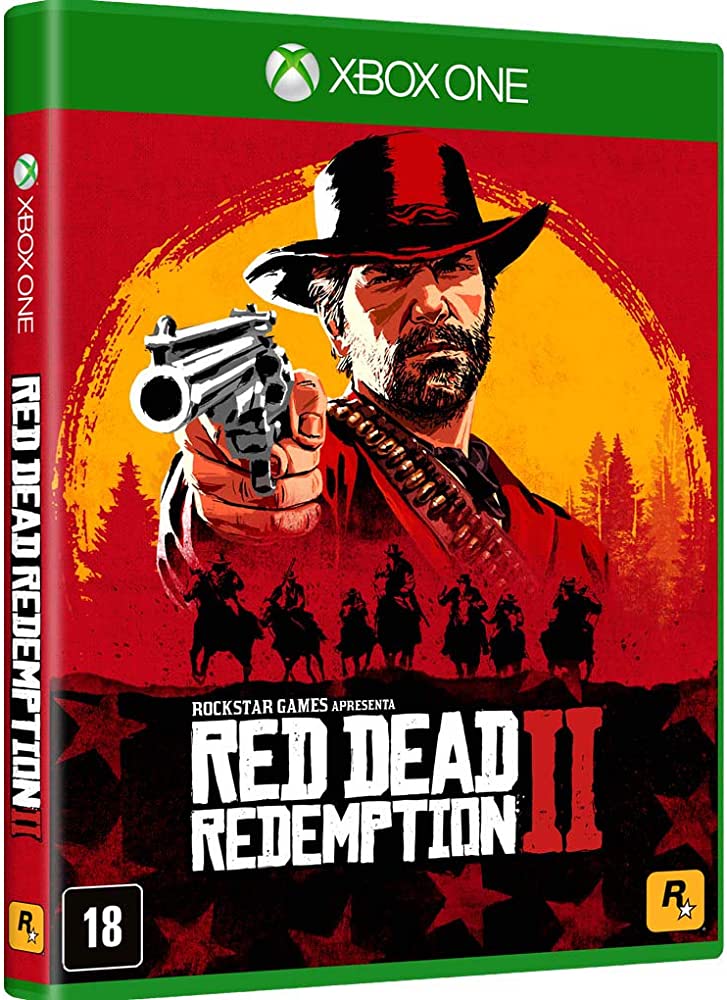 XBOX ONE
XBOX ONE
RED DEAD REDEMPTION II
R
ROCKSTAR GAMES APRESENTA
RED DEAD
REDEMPTION II
18
R